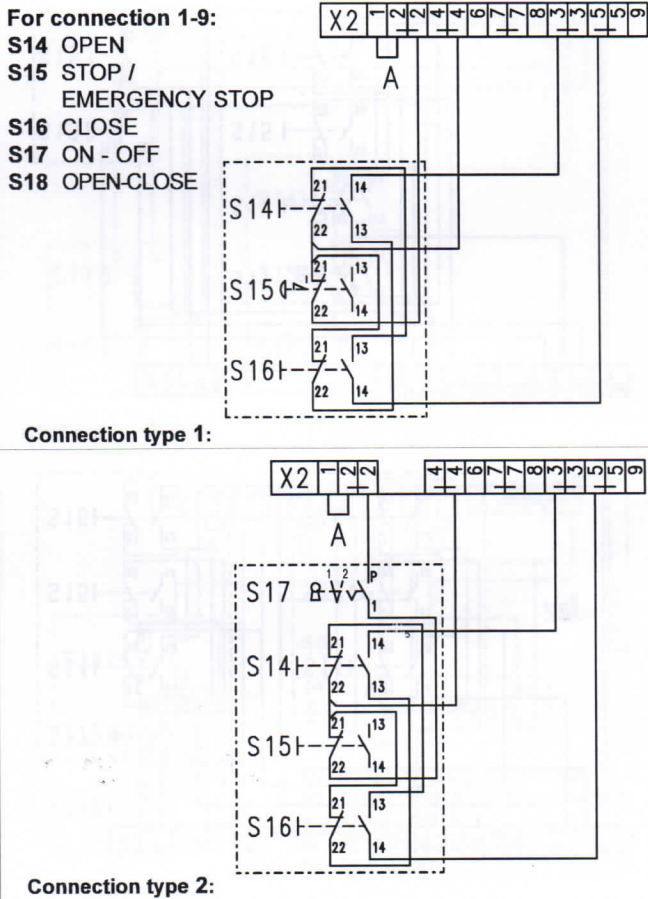 For connection 1-9:
S14 OPEN
S15 STOP /
EMERGENCY STOP
S16 CLOSE
S17 ON - OFF
S18 OPEN-CLOSE
X2 1 2 2 4 4 6 7 7 8 3 3 5 5 9
A
S14 21 14
22 13
S15 21 13
22 14
S16 21 13
22 14
Connection type 1:
X2 1 2 2 4 4 6 7 7 8 3 3 5 5 9
A
S17 1 2 P
1
S14 21 14
22 13
S15 21 13
22 14
S16 21 13
22 14
Connection type 2: